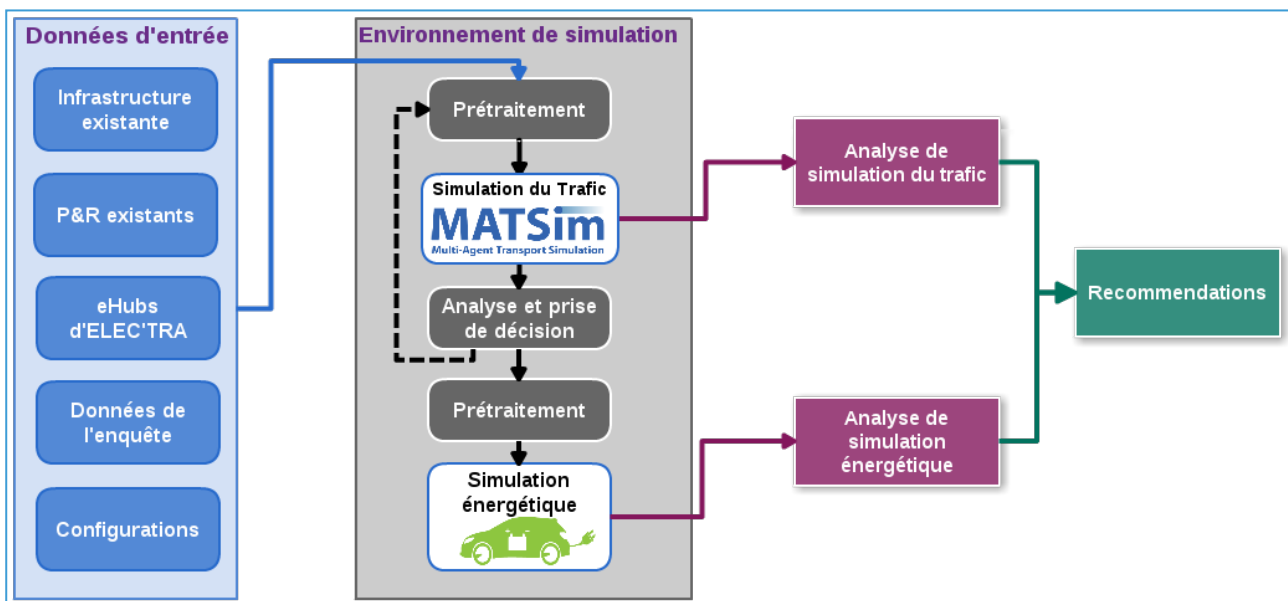 Données d'entrée
Infrastructure
existante
P&R existants
eHubs
d'ELEC'TRA
Données de
l'enquête
Configurations
Environnement de simulation
Prétraitement
Simulation du Trafic
MATSim
Multi-Agent Transport Simulation
Analyse et prise
de décision
Prétraitement
Simulation
énergétique
Analyse de
simulation du trafic
Analyse de
simulation
énergétique
Recommendations